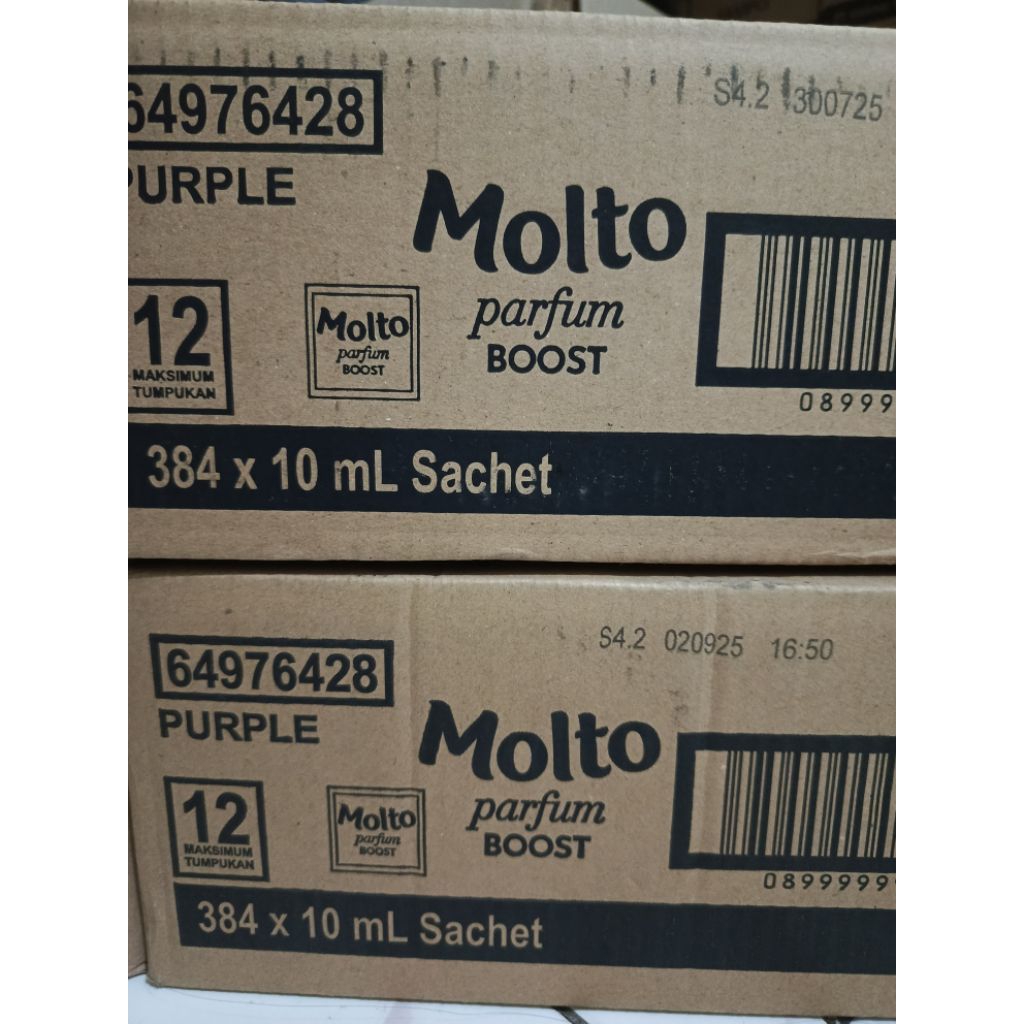 64976428
S4.2 300725
PURPLE
Molto
parfum
BOOST
12
MAKSIMUM
TUMPUKAN
Molto
parfum
BOOST
08999
384 x 10 mL Sachet
S4.2 020925 16:50
64976428
PURPLE
Molto
parfum
BOOST
12
MAKSIMUM
TUMPUKAN
Molto
parfum
BOOST
0899999
384 x 10 mL Sachet